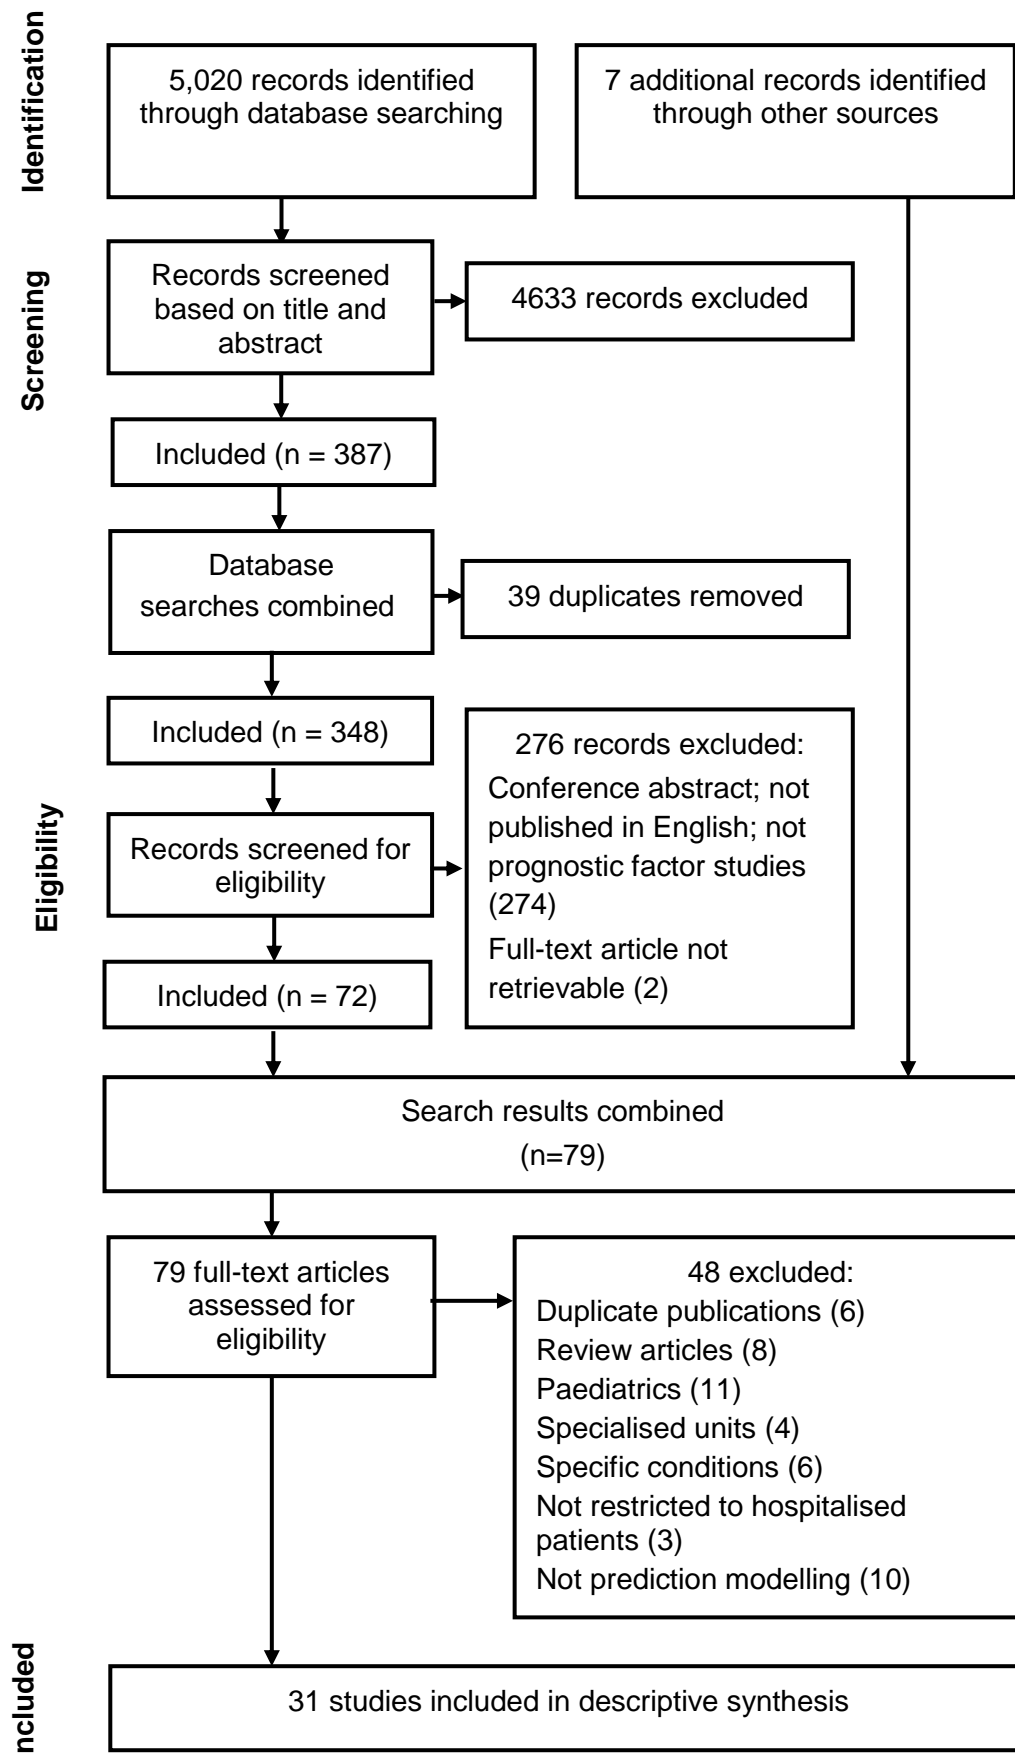 Identification
5,020 records identified
through database searching
7 additional records identified
through other sources
Screening
Records screened
based on title and
abstract
4633 records excluded
Included (n = 387)
Database
searches combined
39 duplicates removed
Included (n = 348)
276 records excluded:
Conference abstract; not
published in English; not
prognostic factor studies
(274)
Full-text article not
retrievable (2)
Eligibility
Records screened for
eligibility
Included (n = 72)
Search results combined
(n=79)
79 full-text articles
assessed for
eligibility
48 excluded:
Duplicate publications (6)
Review articles (8)
Paediatrics (11)
Specialised units (4)
Specific conditions (6)
Not restricted to hospitalised
patients (3)
Not prediction modelling (10)
ncluded
31 studies included in descriptive synthesis